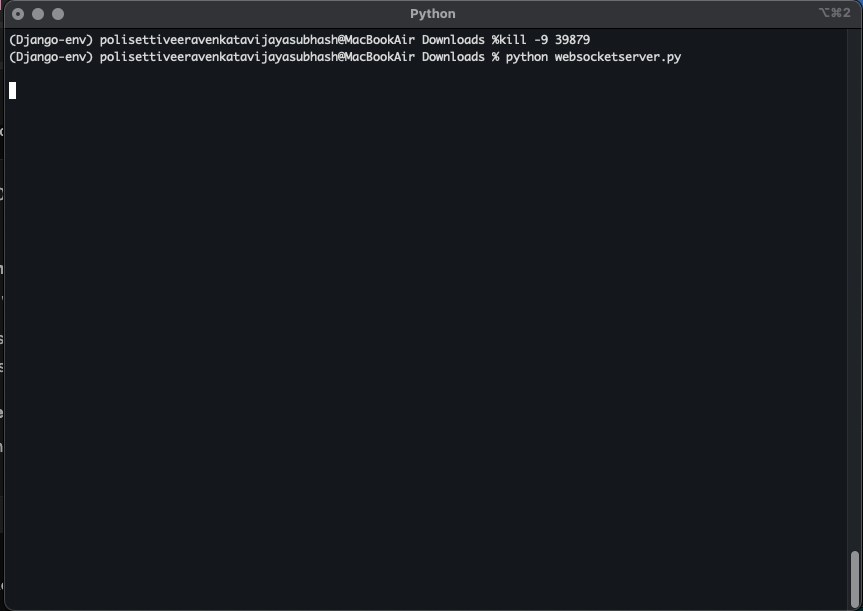 Python
⌥⌘2
(Django-env) polisettiveeravenkatavijayasubhash@MacBookAir Downloads %kill -9 39879
(Django-env) polisettiveeravenkatavijayasubhash@MacBookAir Downloads % python websocketserver.py